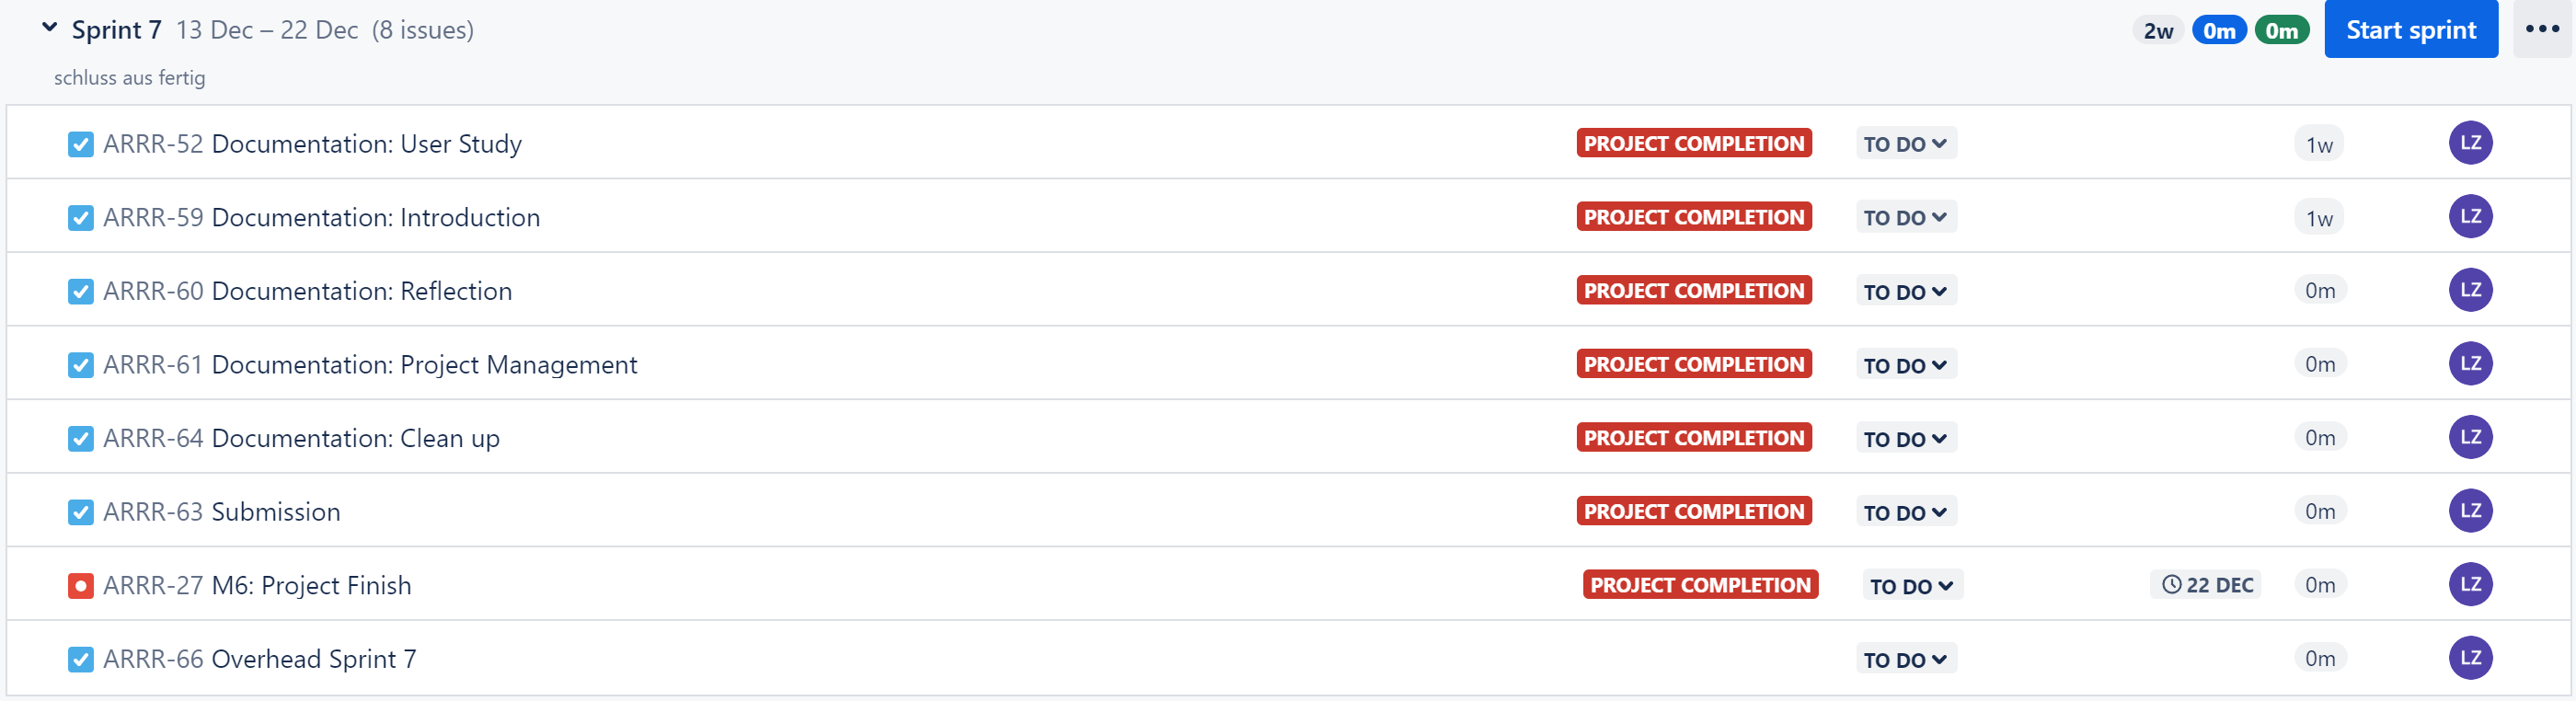 Sprint 7 13 Dec – 22 Dec (8 issues) 2w 0m 0m Start sprint
schluss aus fertig
ARRR-52 Documentation: User Study PROJECT COMPLETION TO DO 1w LZ
ARRR-59 Documentation: Introduction PROJECT COMPLETION TO DO 1w LZ
ARRR-60 Documentation: Reflection PROJECT COMPLETION TO DO 0m LZ
ARRR-61 Documentation: Project Management PROJECT COMPLETION TO DO 0m LZ
ARRR-64 Documentation: Clean up PROJECT COMPLETION TO DO 0m LZ
ARRR-63 Submission PROJECT COMPLETION TO DO 0m LZ
ARRR-27 M6: Project Finish PROJECT COMPLETION TO DO 22 DEC 0m LZ
ARRR-66 Overhead Sprint 7 TO DO 0m LZ